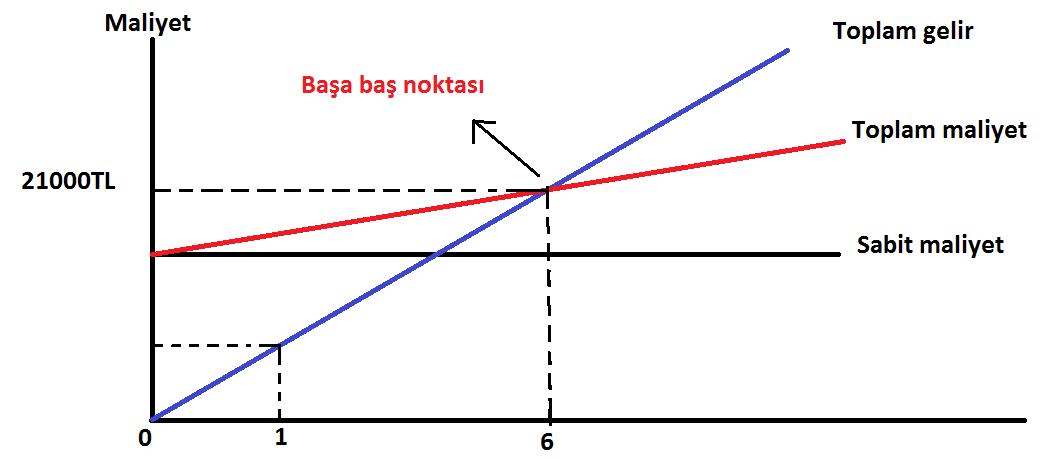 Maliyet
Toplam gelir
Başa baş noktası
Toplam maliyet
21000TL
Sabit maliyet
0
1
6